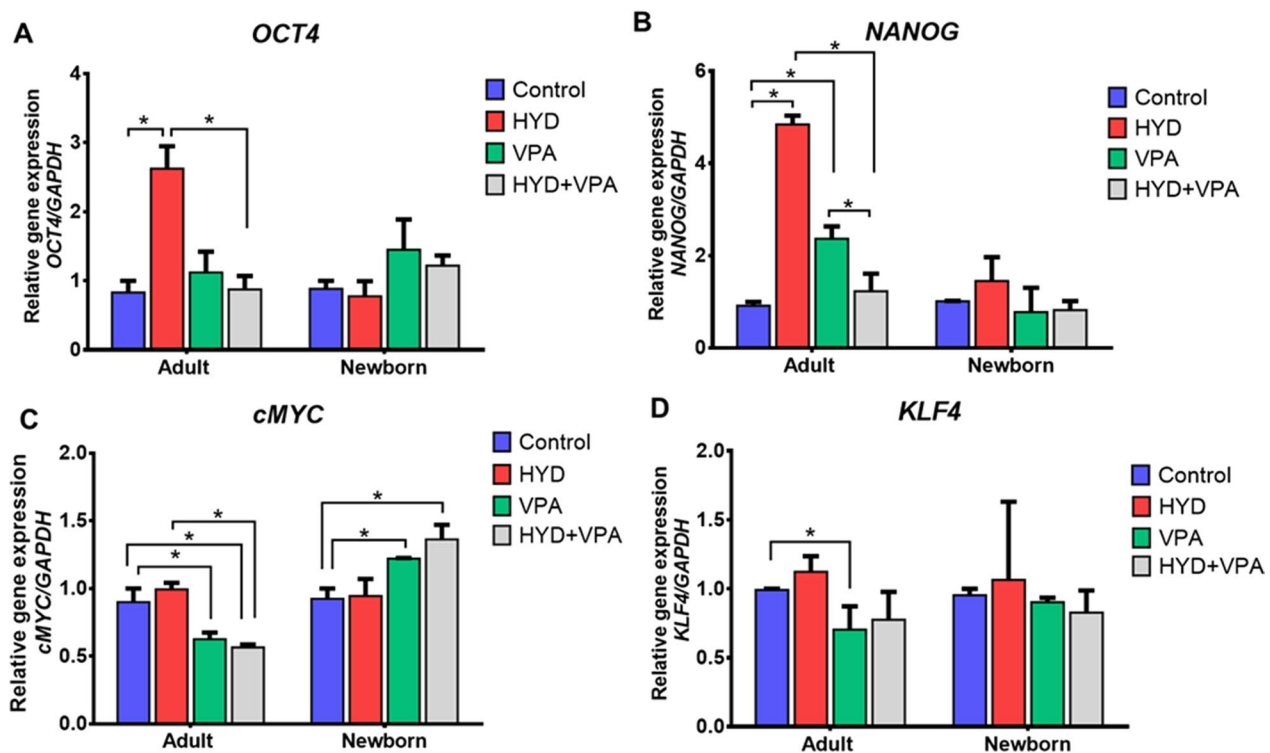 A
OCT4
Relative gene expression
OCT4/GAPDH
4
3
2
1
0
*
*
Adult
Newborn
Control
HYD
VPA
HYD+VPA
B
NANOG
Relative gene expression
NANOG/GAPDH
6
4
2
0
*
*
*
*
Adult
Newborn
Control
HYD
VPA
HYD+VPA
C
cMYC
Relative gene expression
cMYC/GAPDH
2.0
1.5
1.0
0.5
0.0
*
*
*
*
*
Adult
Newborn
Control
HYD
VPA
HYD+VPA
D
KLF4
Relative gene expression
KLF4/GAPDH
2.0
1.5
1.0
0.5
0.0
*
Adult
Newborn
Control
HYD
VPA
HYD+VPA